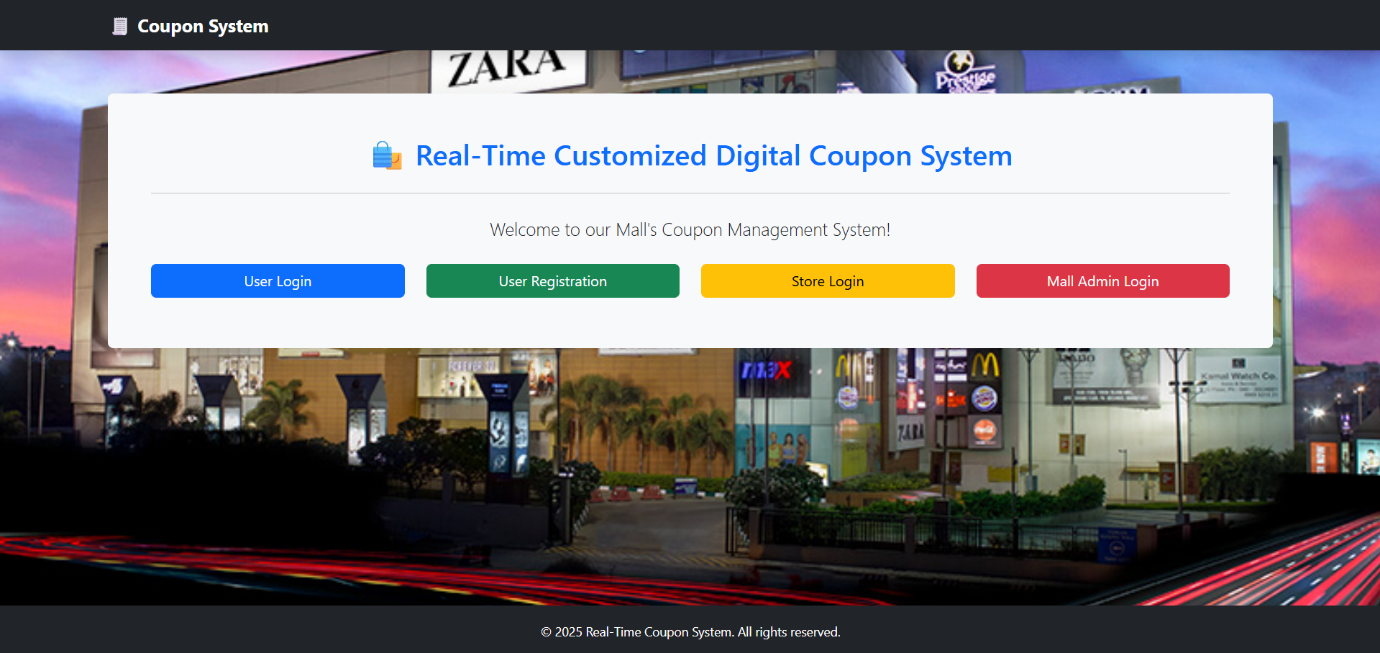 Coupon System
ZARA
Prestige
Real-Time Customized Digital Coupon System
Welcome to our Mall's Coupon Management System!
User Login
User Registration
Store Login
Mall Admin Login
max
Kamal Watch Co.
ZARA
© 2025 Real-Time Coupon System. All rights reserved.